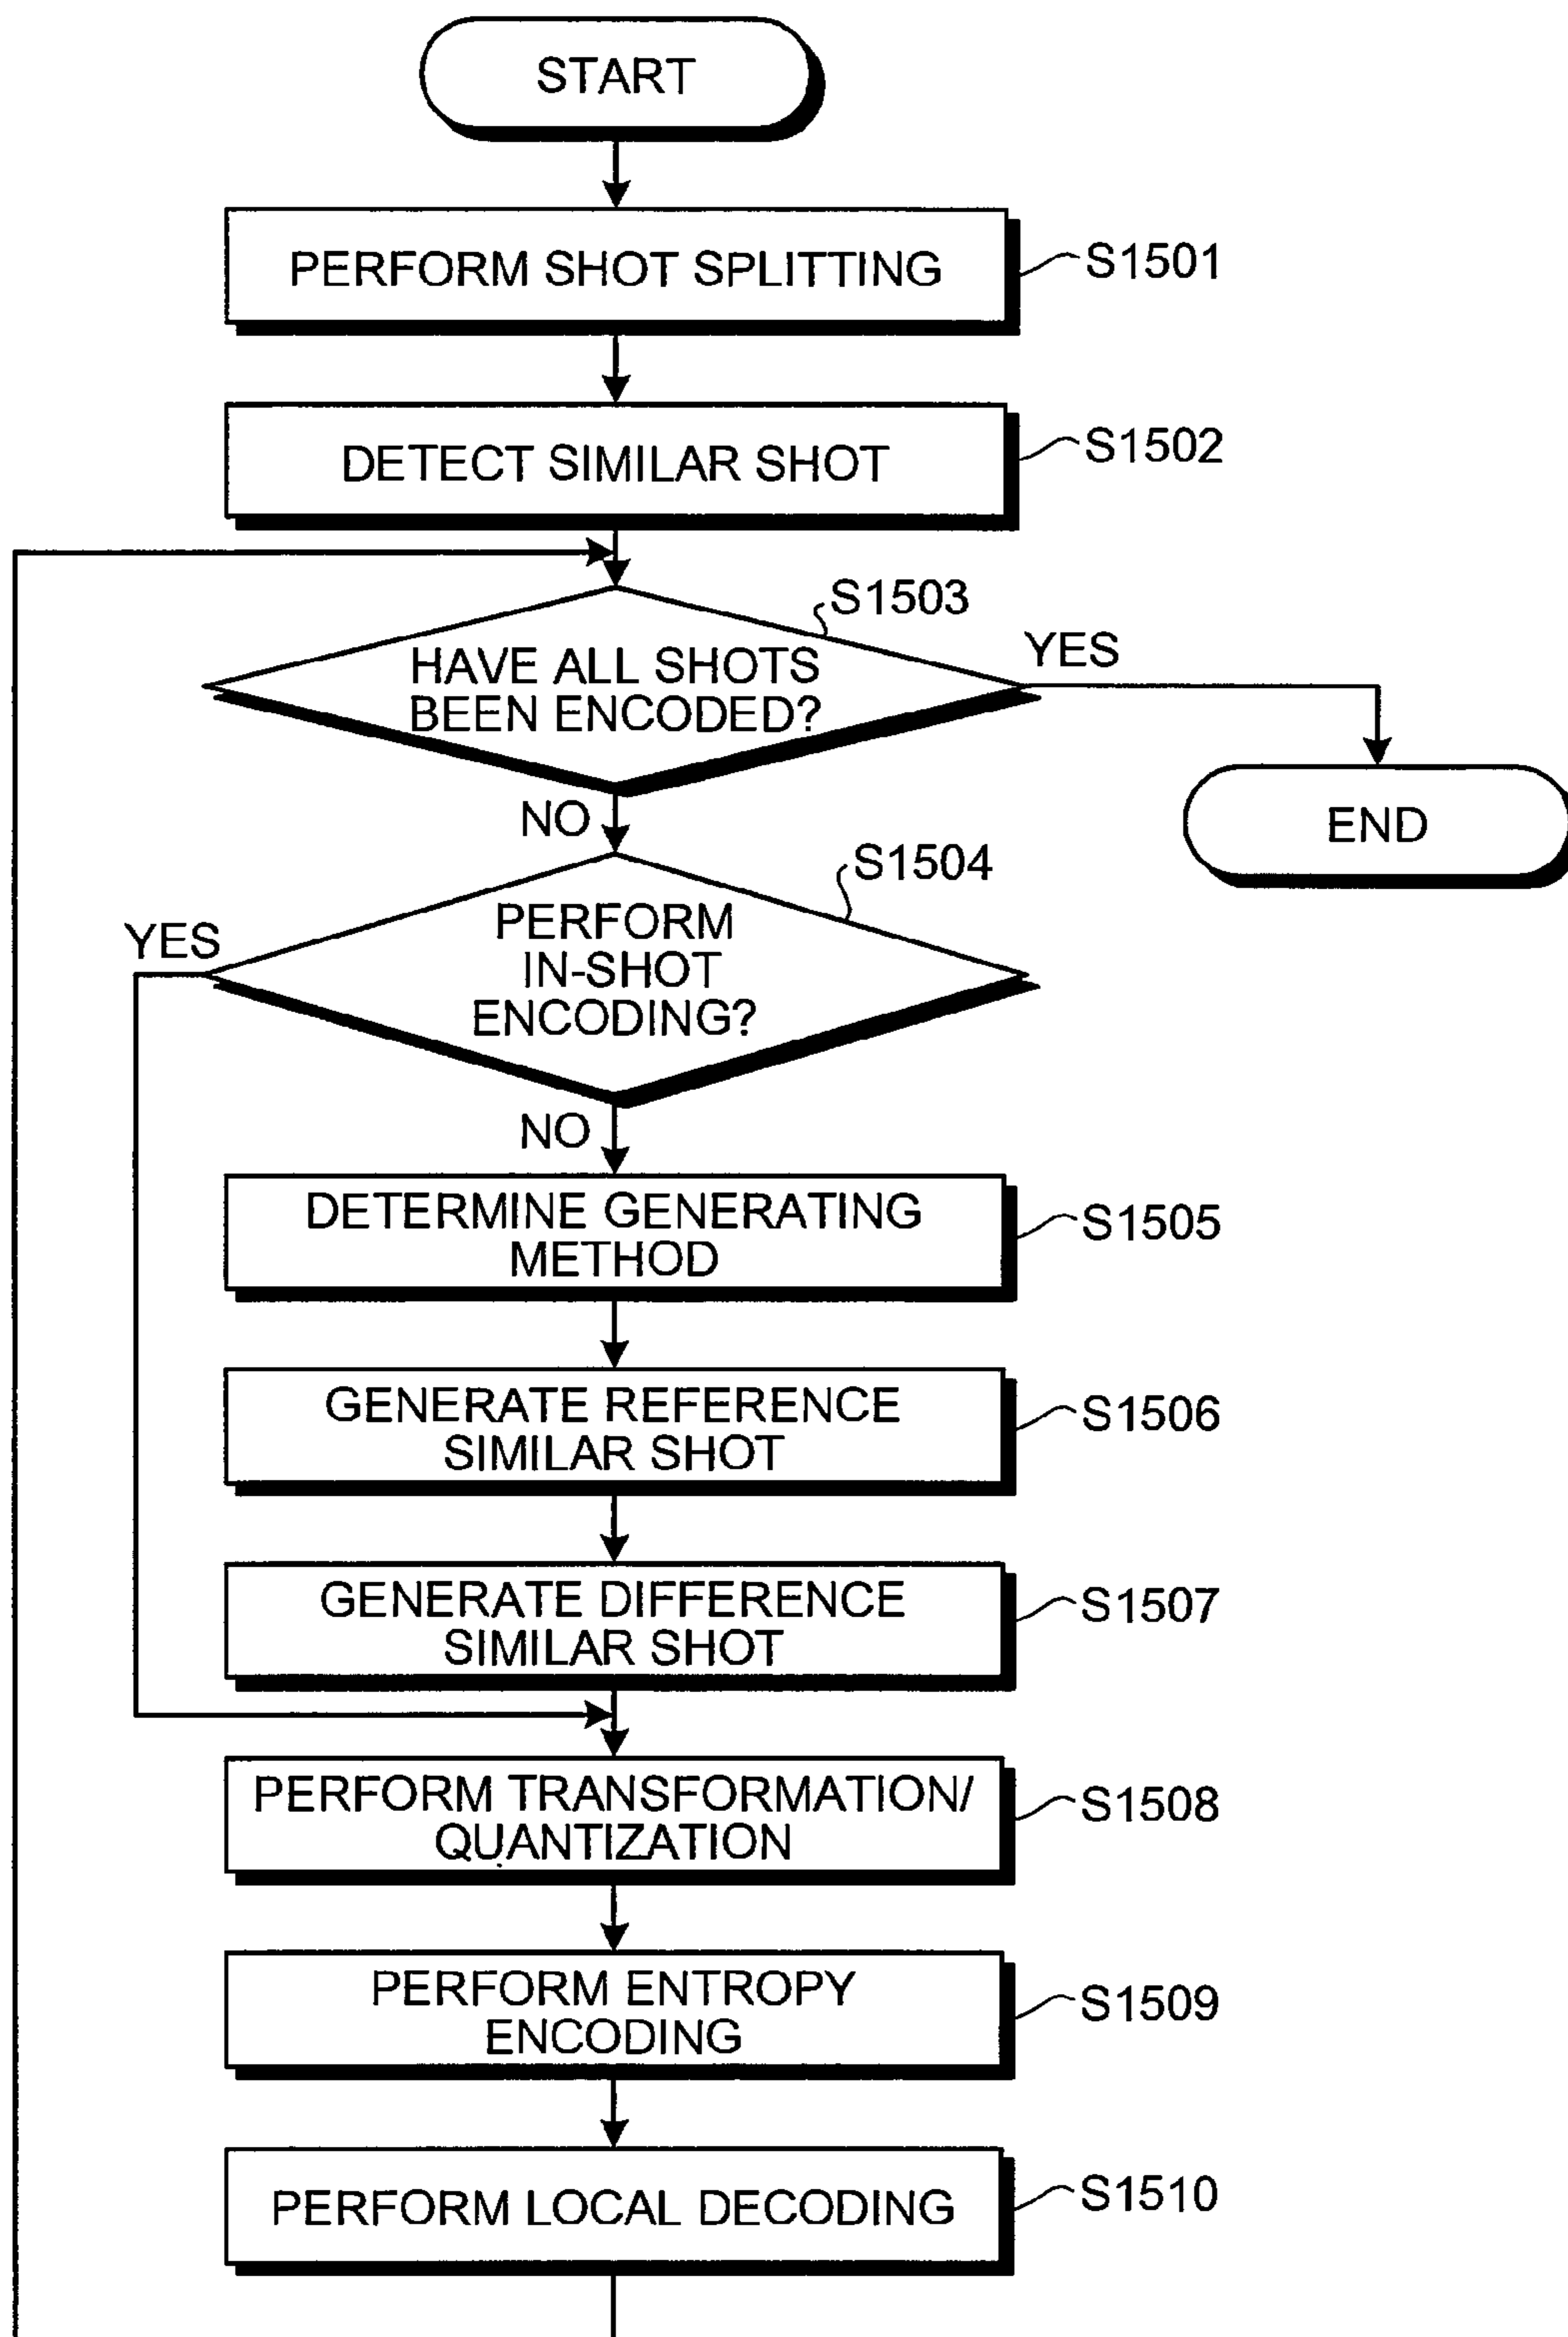 START
PERFORM SHOT SPLITTING
S1501
DETECT SIMILAR SHOT
S1502
S1503
HAVE ALL SHOTS
BEEN ENCODED?
YES
END
NO
S1504
PERFORM
IN-SHOT
ENCODING?
YES
NO
DETERMINE GENERATING
METHOD
S1505
GENERATE REFERENCE
SIMILAR SHOT
S1506
GENERATE DIFFERENCE
SIMILAR SHOT
S1507
PERFORM TRANSFORMATION/
QUANTIZATION
S1508
PERFORM ENTROPY
ENCODING
S1509
PERFORM LOCAL DECODING
S1510